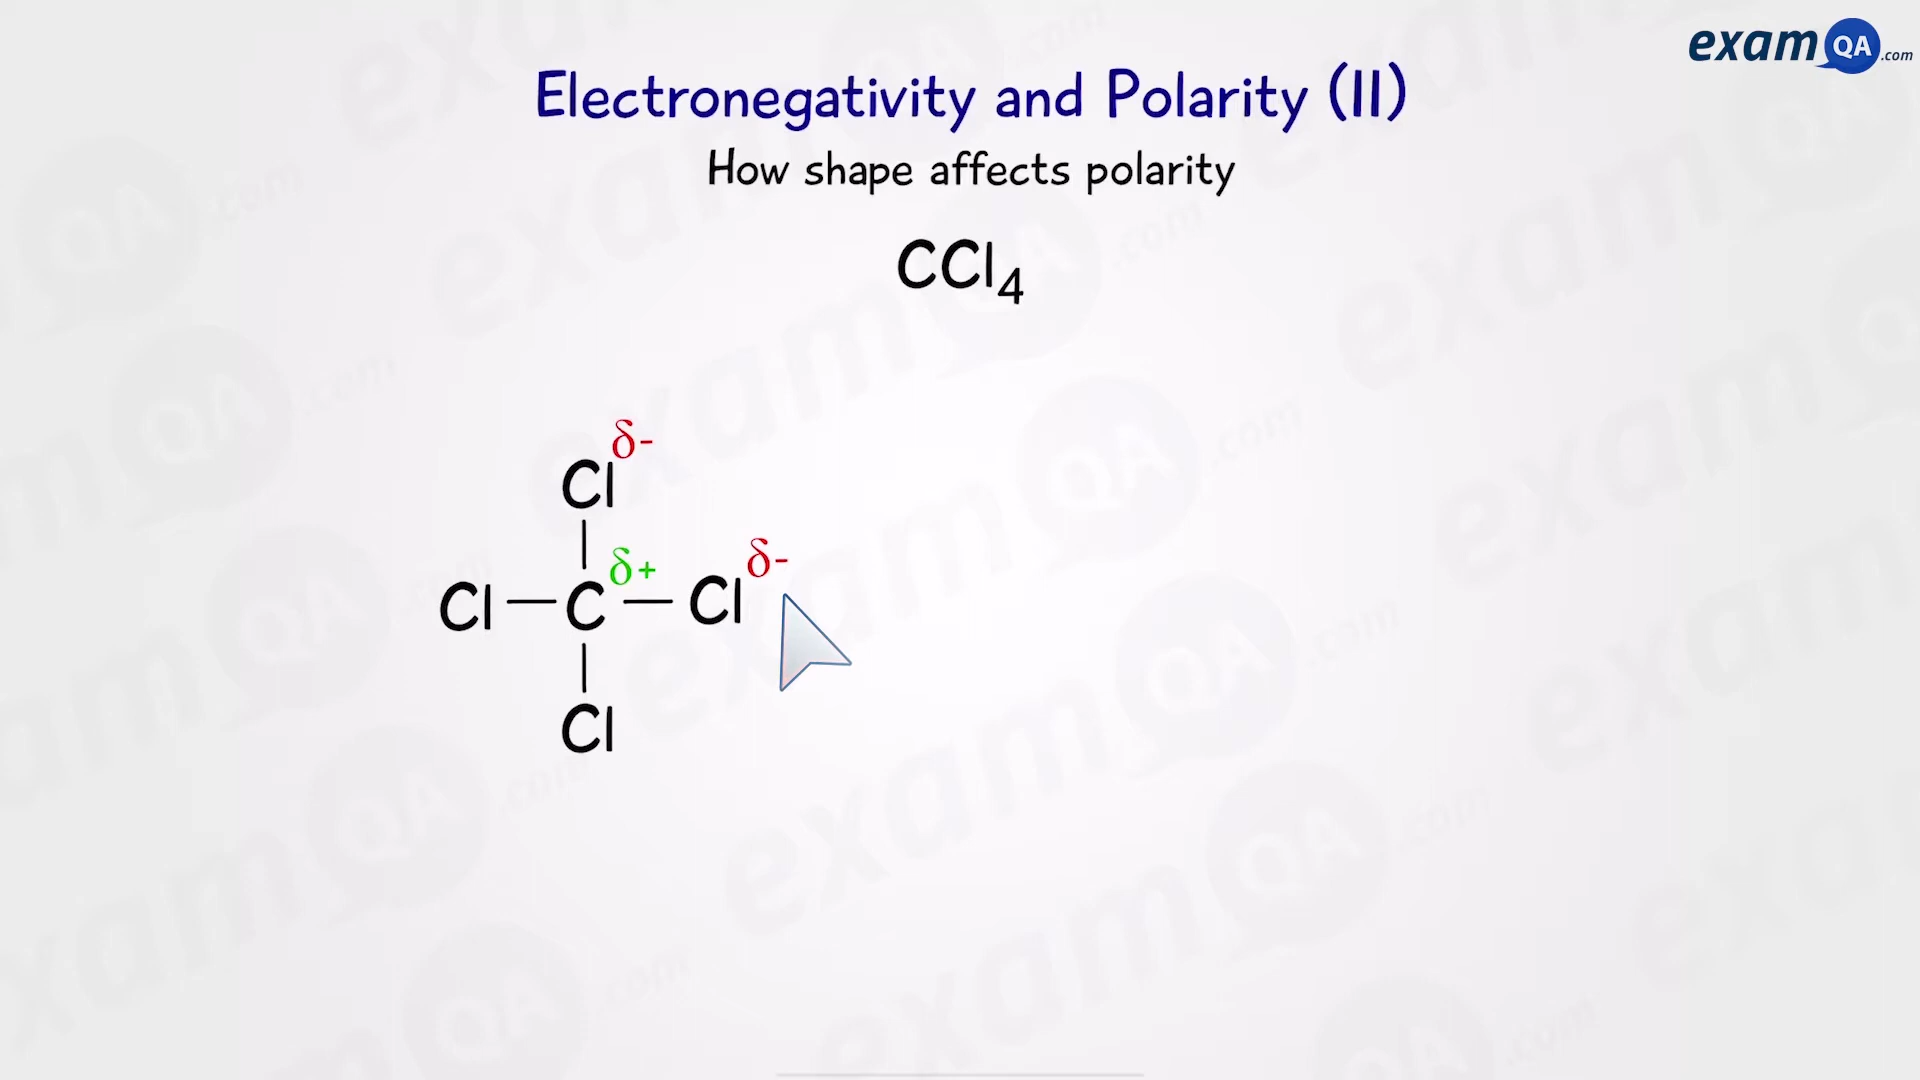 examQA.com
Electronegativity and Polarity (II)
How shape affects polarity
CCl₄
δ-
Cl
δ+
δ-
Cl — C — Cl
Cl